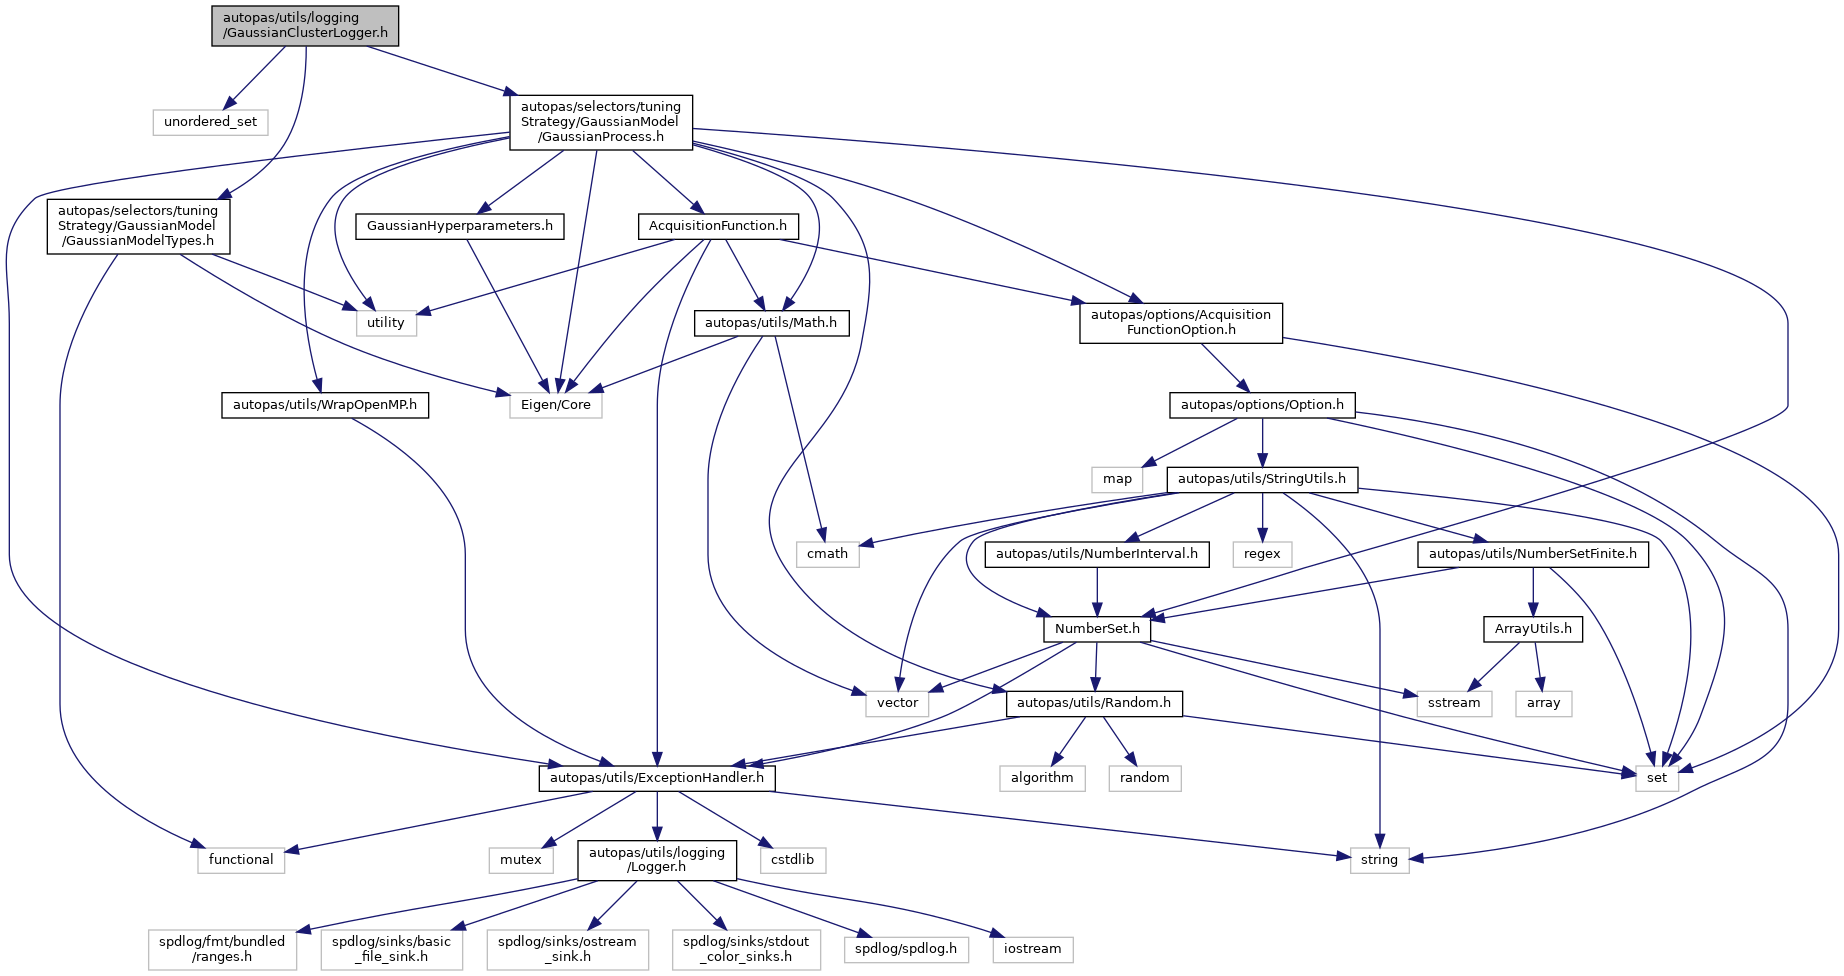 autopas/utils/logging
/GaussianClusterLogger.h
unordered_set
autopas/selectors/tuning
Strategy/GaussianModel
/GaussianProcess.h
autopas/selectors/tuning
Strategy/GaussianModel
/GaussianModelTypes.h
GaussianHyperparameters.h
AcquisitionFunction.h
utility
autopas/utils/Math.h
autopas/options/Acquisition
FunctionOption.h
autopas/utils/WrapOpenMP.h
Eigen/Core
autopas/options/Option.h
map
autopas/utils/StringUtils.h
cmath
autopas/utils/NumberInterval.h
regex
autopas/utils/NumberSetFinite.h
NumberSet.h
ArrayUtils.h
vector
autopas/utils/Random.h
sstream
array
autopas/utils/ExceptionHandler.h
algorithm
random
set
functional
mutex
autopas/utils/logging
/Logger.h
cstdlib
string
spdlog/fmt/bundled
/ranges.h
spdlog/sinks/basic
_file_sink.h
spdlog/sinks/ostream
_sink.h
spdlog/sinks/stdout
_color_sinks.h
spdlog/spdlog.h
iostream